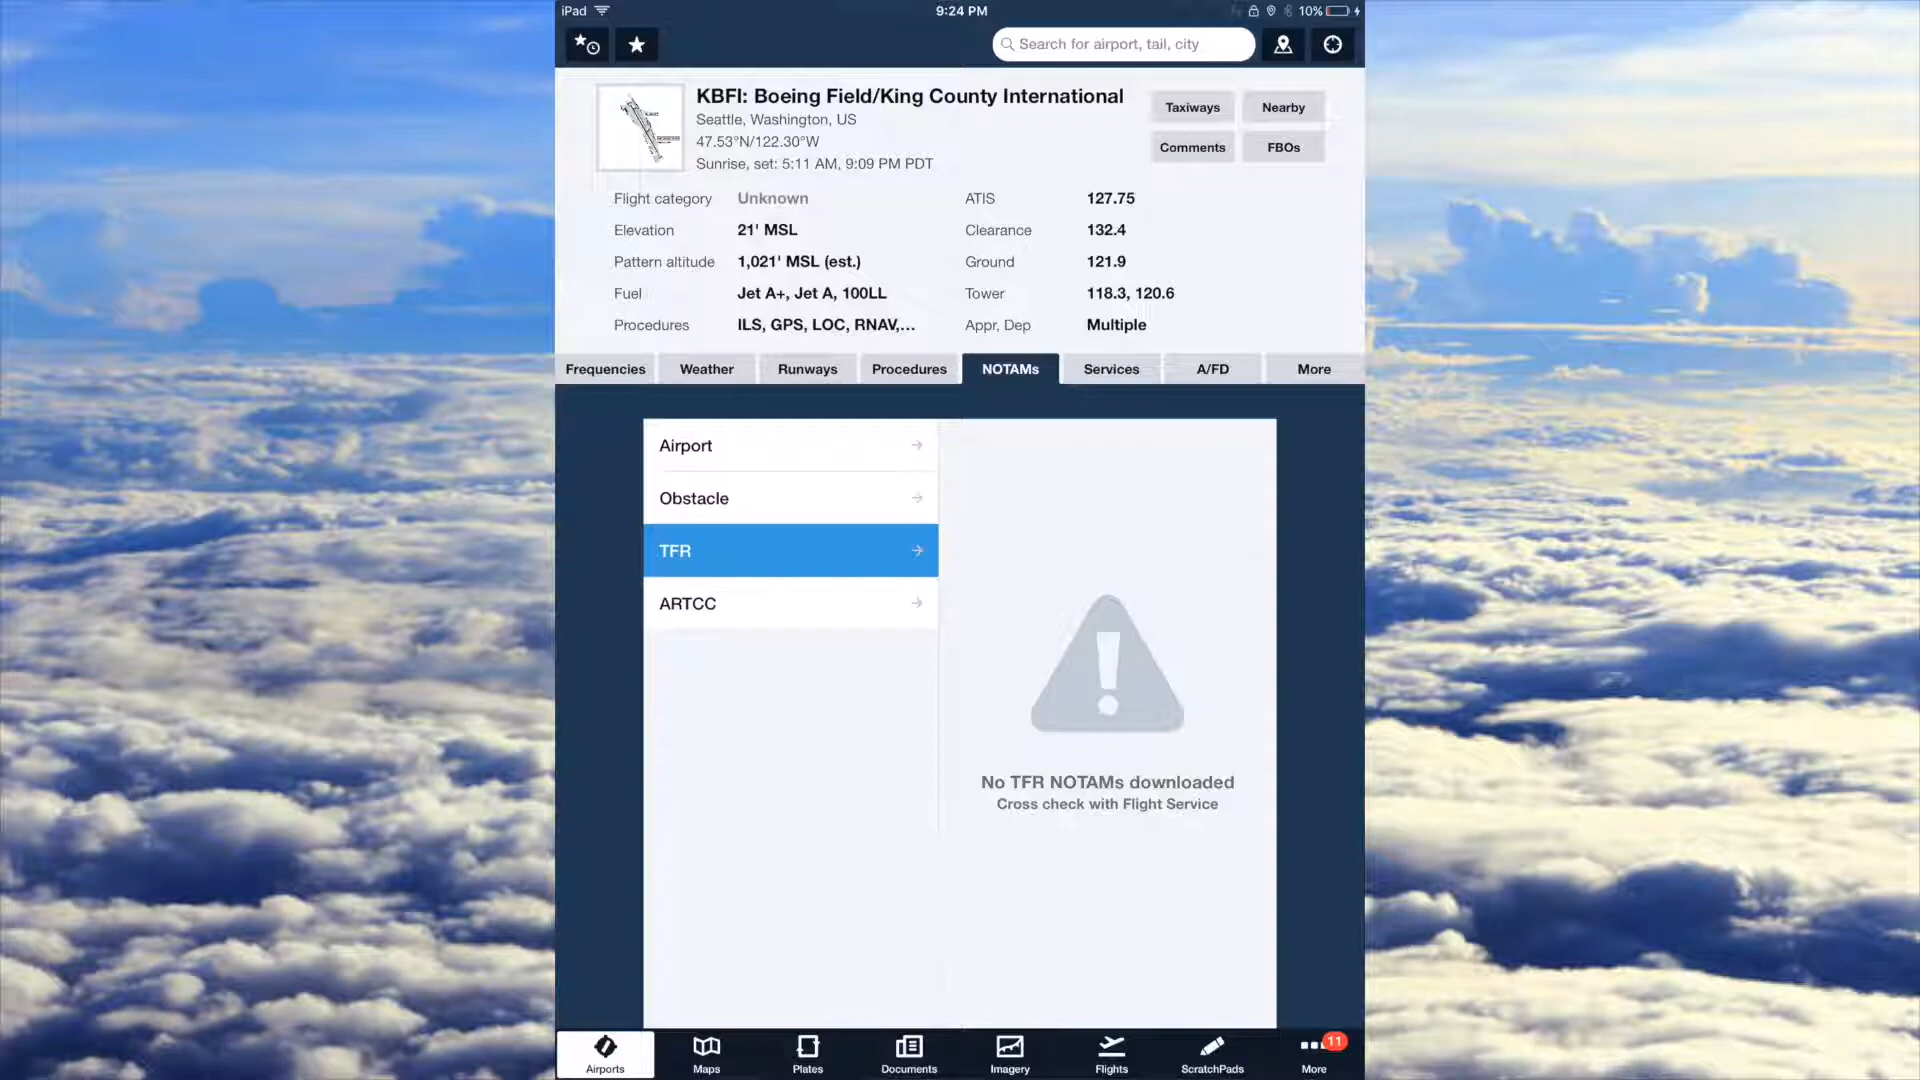 iPad 9:24 PM 10%
Search for airport, tail, city
KBFI: Boeing Field/King County International
Seattle, Washington, US
47.53°N/122.30°W
Sunrise, set: 5:11 AM, 9:09 PM PDT
Taxiways Nearby
Comments FBOs
Flight category Unknown ATIS 127.75
Elevation 21' MSL Clearance 132.4
Pattern altitude 1,021' MSL (est.) Ground 121.9
Fuel Jet A+, Jet A, 100LL Tower 118.3, 120.6
Procedures ILS, GPS, LOC, RNAV,... Appr, Dep Multiple
Frequencies Weather Runways Procedures NOTAMs Services A/FD More
Airport
Obstacle
TFR
ARTCC
No TFR NOTAMs downloaded
Cross check with Flight Service
11
Airports Maps Plates Documents Imagery Flights ScratchPads More